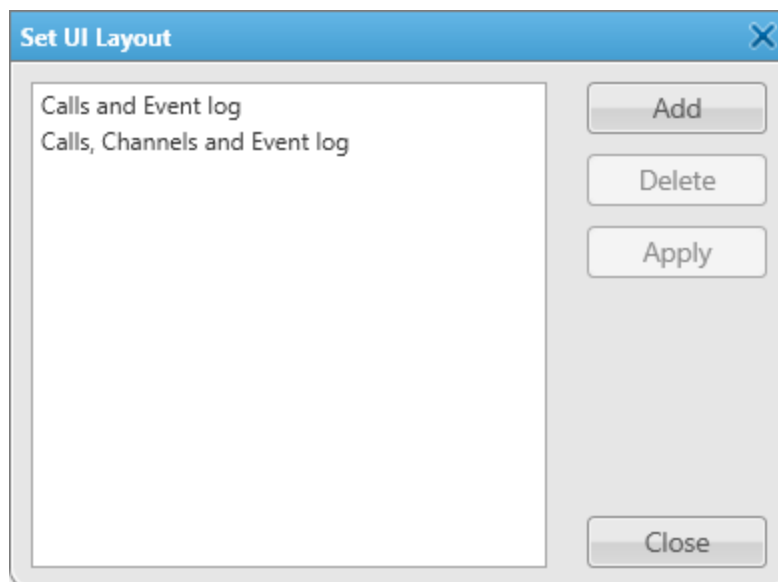 Set UI Layout
Calls and Event log
Calls, Channels and Event log
Add
Delete
Apply
Close